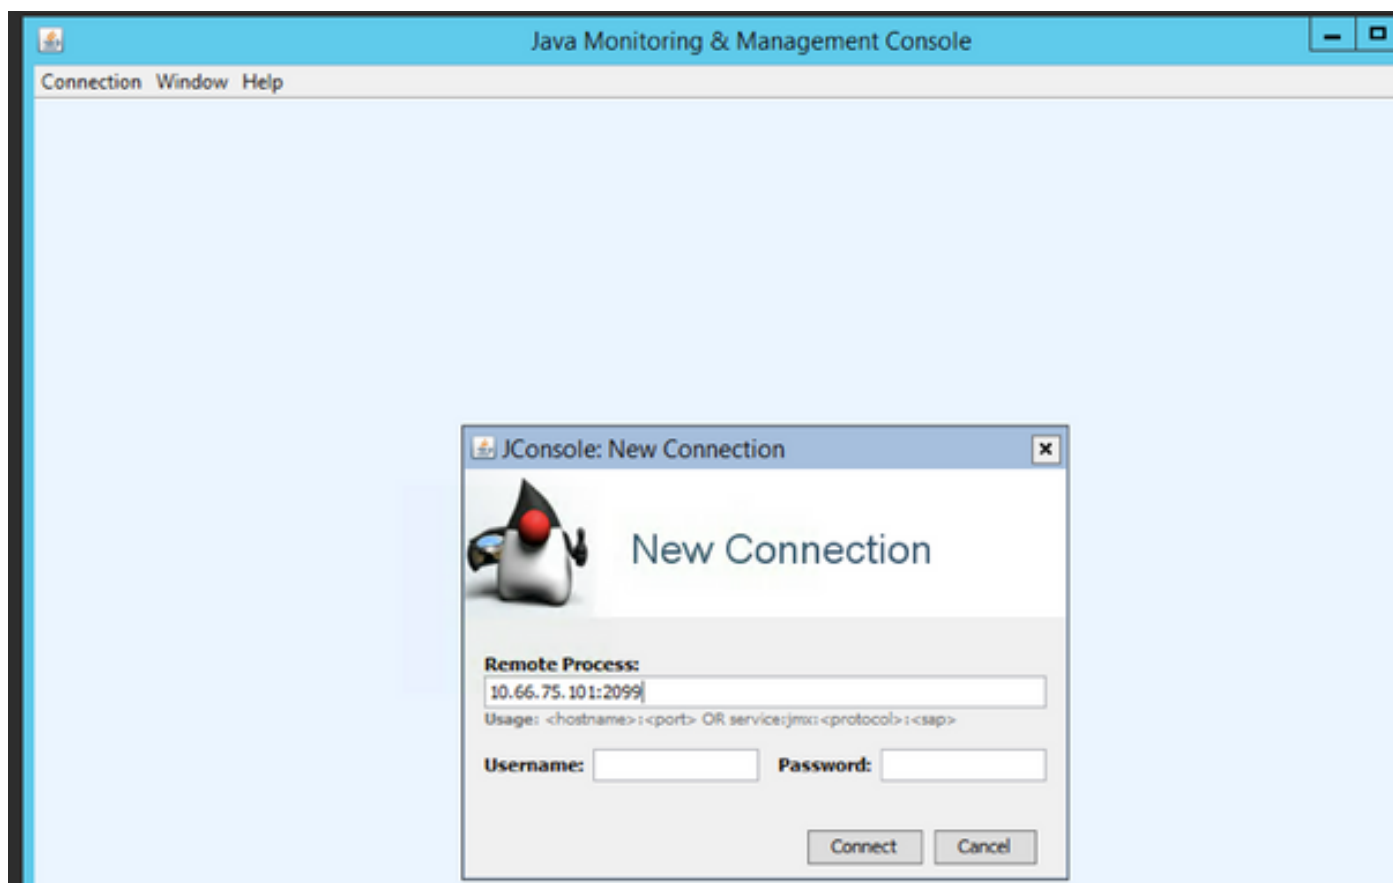 Java Monitoring & Management Console
Connection Window Help
JConsole: New Connection
New Connection
Remote Process:
10.66.75.101:2099
Usage: <hostname>:<port> OR service:jmx:<protocol>:<sap>
Username: Password:
Connect Cancel